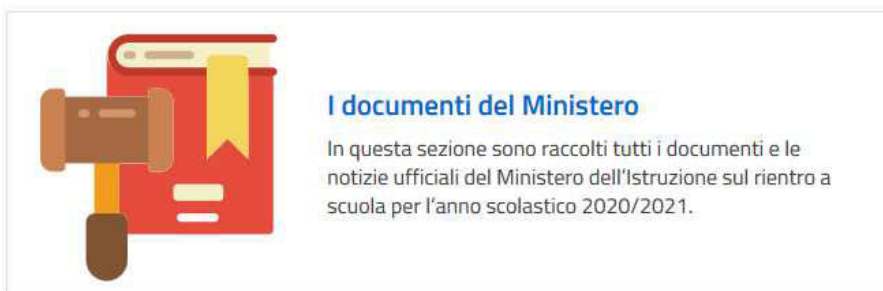 I documenti del Ministero
In questa sezione sono raccolti tutti i documenti e le
notizie ufficiali del Ministero dell'Istruzione sul rientro a
scuola per l'anno scolastico 2020/2021.